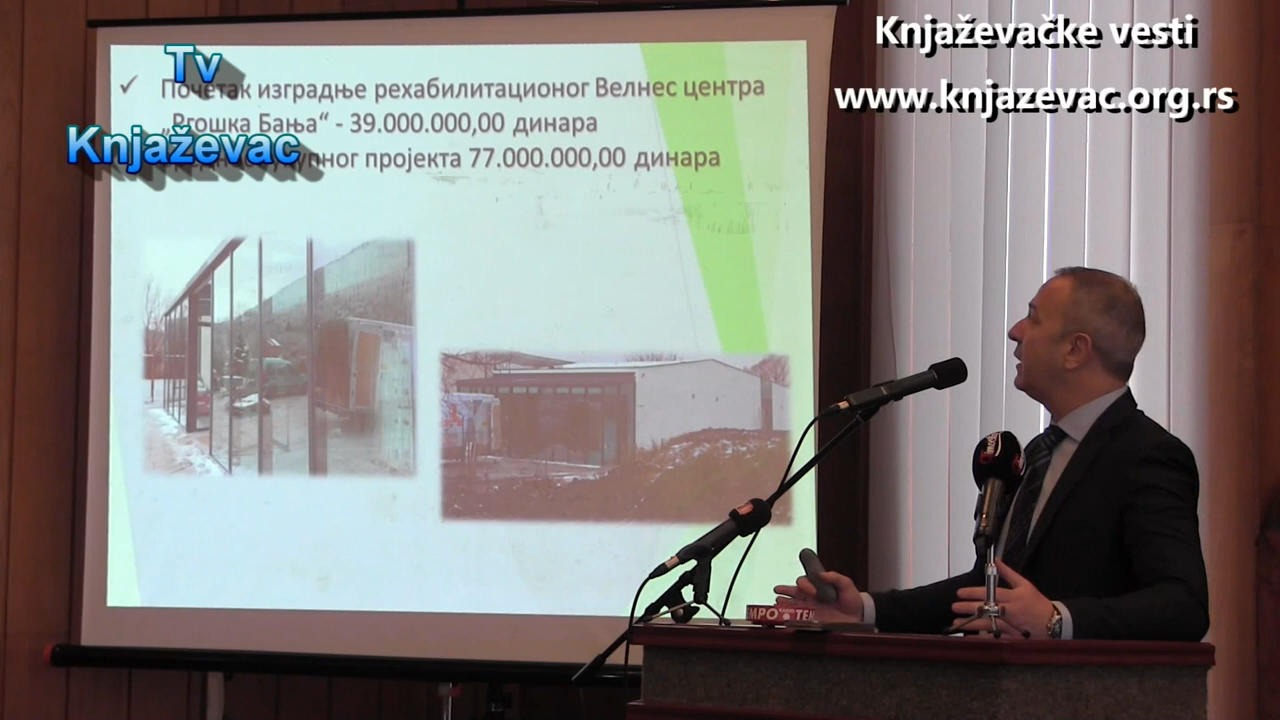 Knjaževačke vesti
www.knjazevac.org.rs
Tv
Knjaževac
✓ Почетак изградње рехабилитационог Велнес центра
„Ргошка Бања“ - 39.000.000,00 динара
пројекта 77.000.000,00 динара